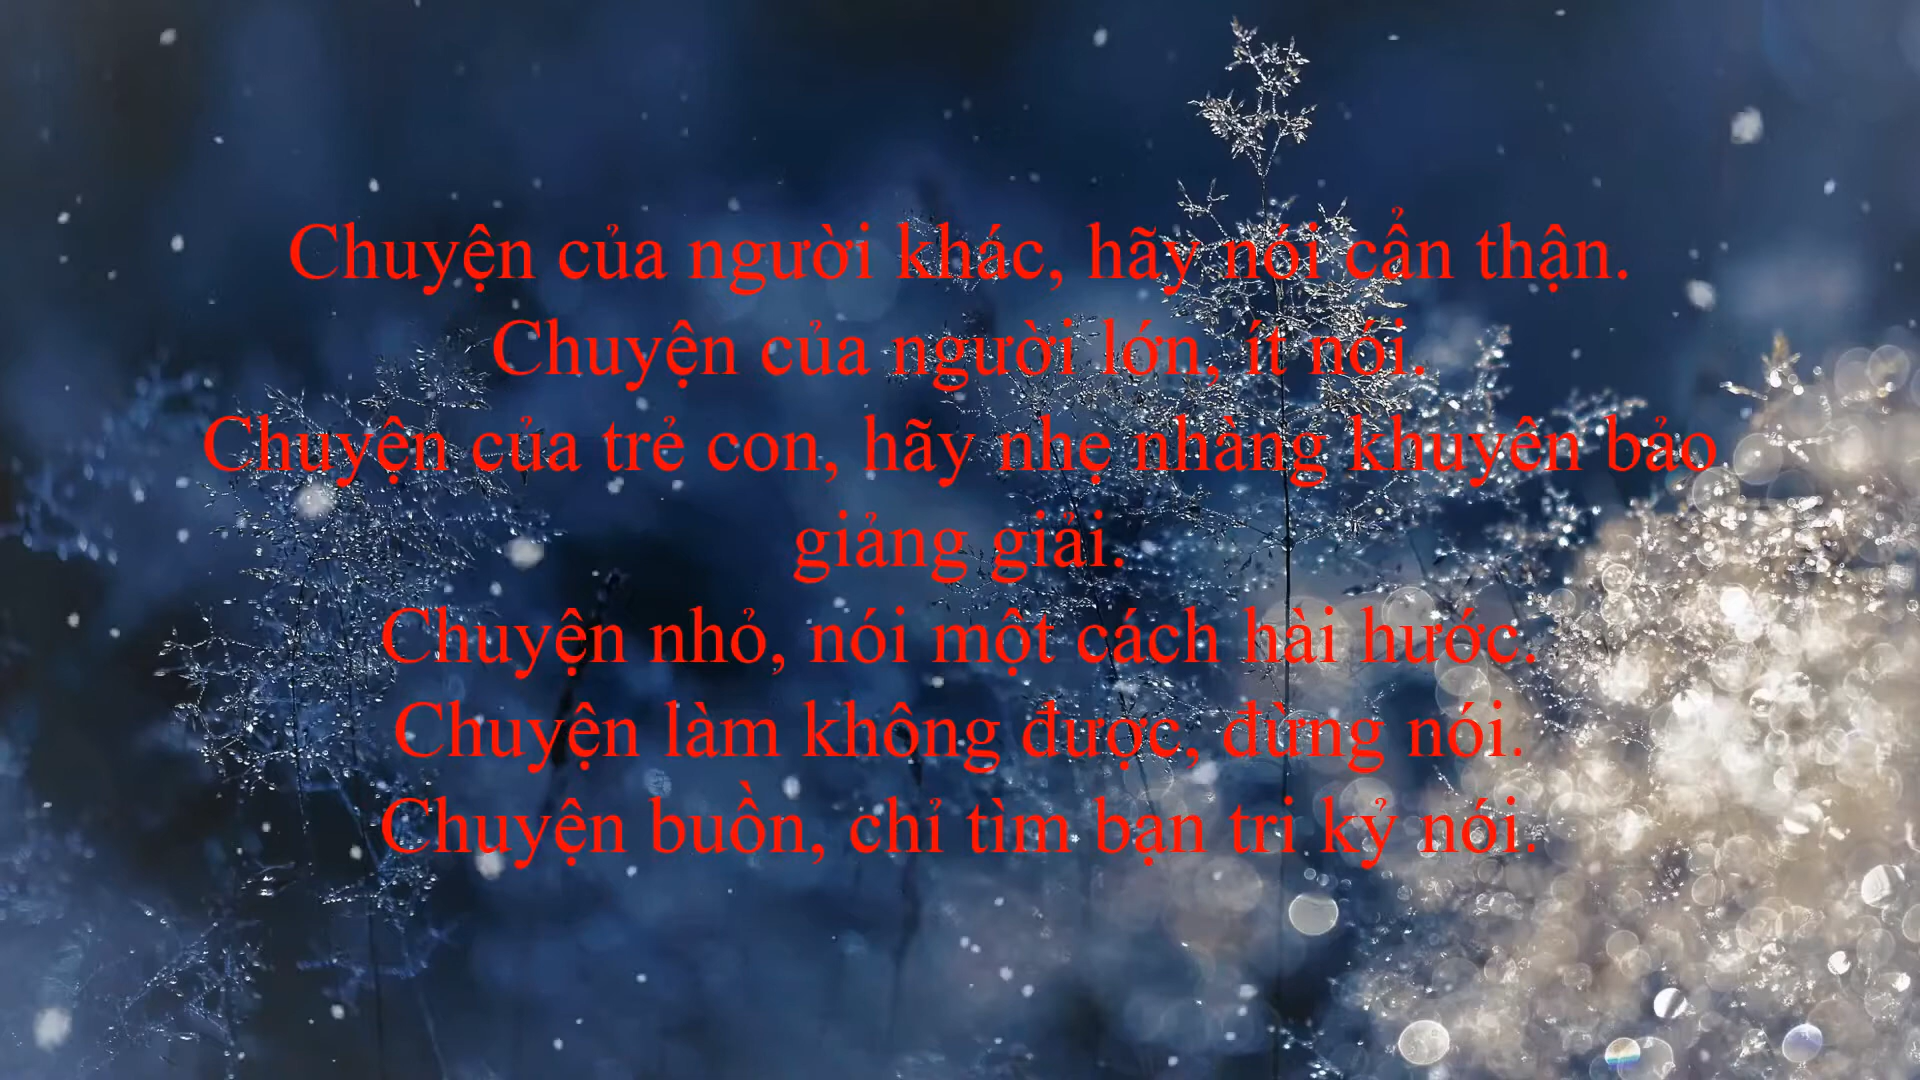 Chuyện của người khác, hãy nói cẩn thận.
Chuyện của người lớn, ít nói.
Chuyện của trẻ con, hãy nhẹ nhàng khuyên bảo
giảng giải.
Chuyện nhỏ, nói một cách hài hước.
Chuyện làm không được, đừng nói.
Chuyện buồn, chỉ tìm bạn tri kỷ nói.